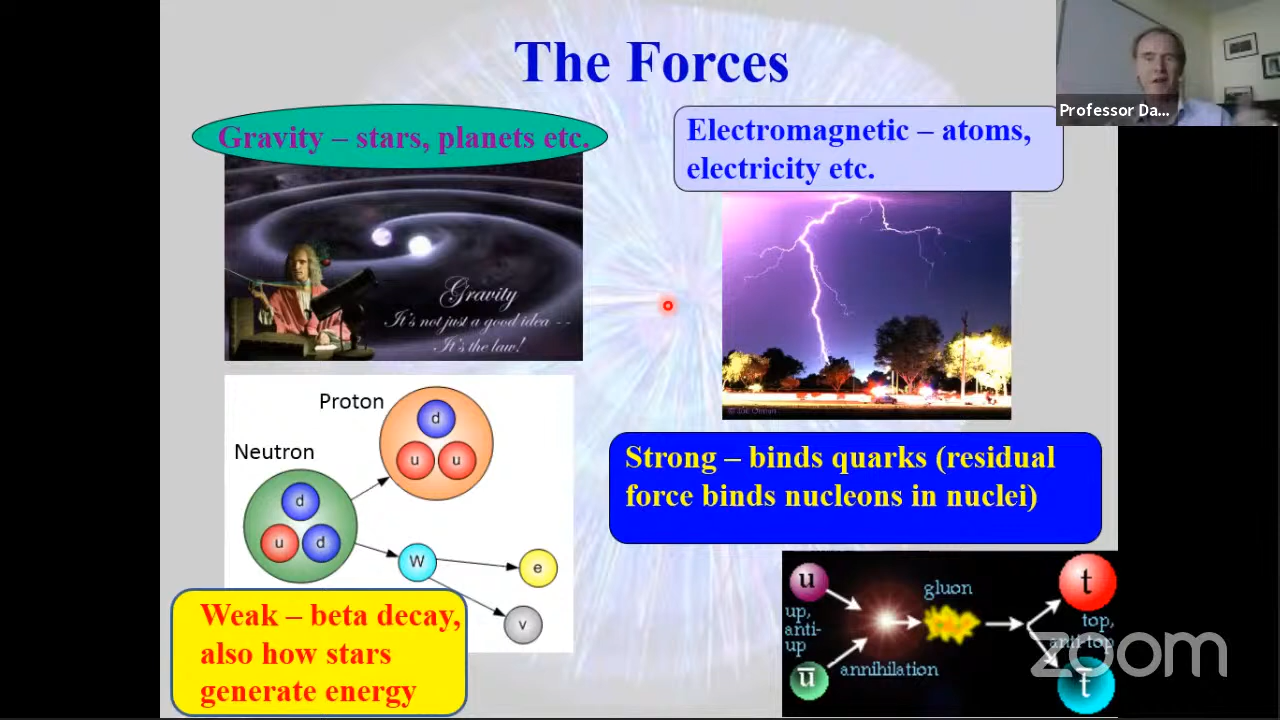 The Forces
Professor Da...
Gravity – stars, planets etc.
Electromagnetic – atoms,
electricity etc.
Gravity
It's not just a good idea --
It's the law!
Proton
d
u u
Neutron
d
u d
W
e
v
Strong – binds quarks (residual
force binds nucleons in nuclei)
Weak – beta decay,
also how stars
generate energy
u
gluon
t
up,
anti-
up
top,
anti top
annihilation
u̅
t̅
zoom